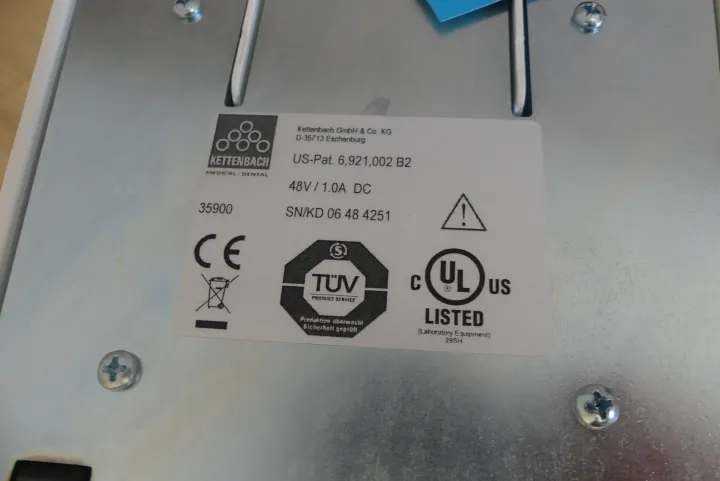 KETTENBACH
MEDICAL · DENTAL
Kettenbach GmbH & Co. KG
D-35713 Eschenburg
US-Pat. 6,921,002 B2
48V / 1.0A DC
35900
SN/KD 06 48 4251
CE
S
TÜV
PRODUCT SERVICE
Produktion überwacht
Sicherheit geprüft
C UL US
®
LISTED
(Laboratory Equipment)
29SH